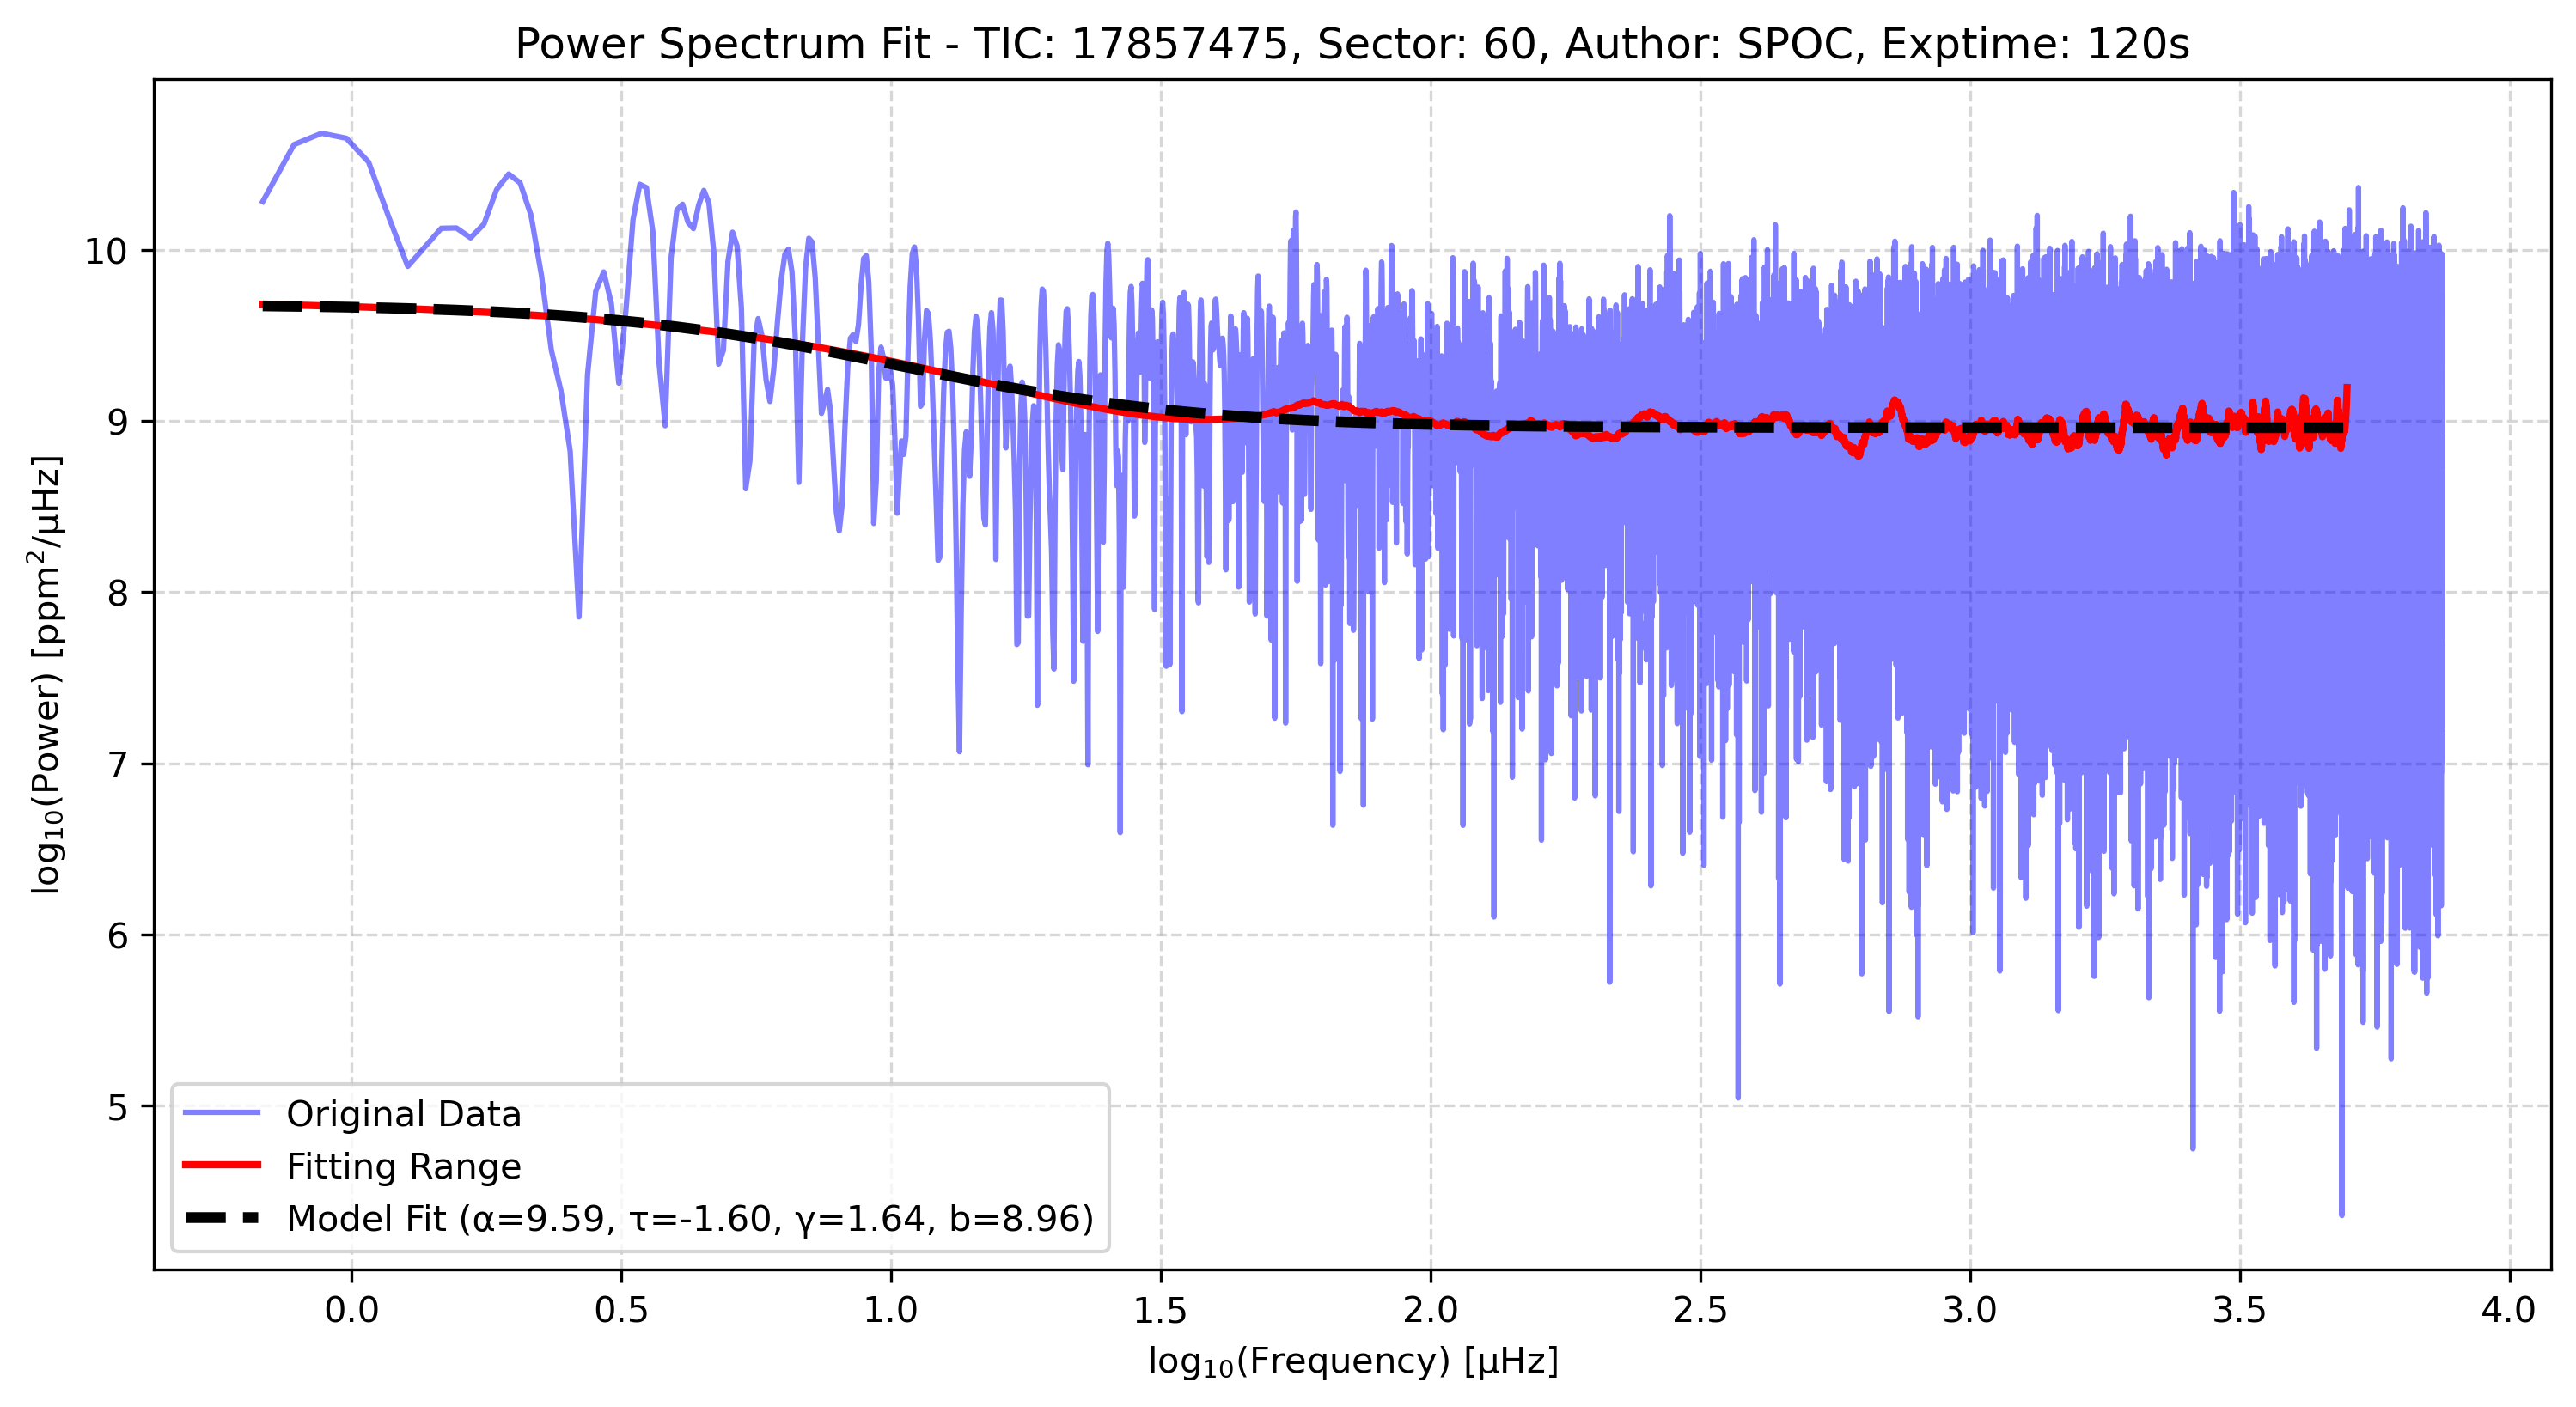 Power Spectrum Fit - TIC: 17857475, Sector: 60, Author: SPOC, Exptime: 120s
log₁₀(Power) [ppm²/μHz]
10
9
8
7
6
5
Original Data
Fitting Range
Model Fit (α=9.59, τ=-1.60, γ=1.64, b=8.96)
0.0 0.5 1.0 1.5 2.0 2.5 3.0 3.5 4.0
log₁₀(Frequency) [μHz]